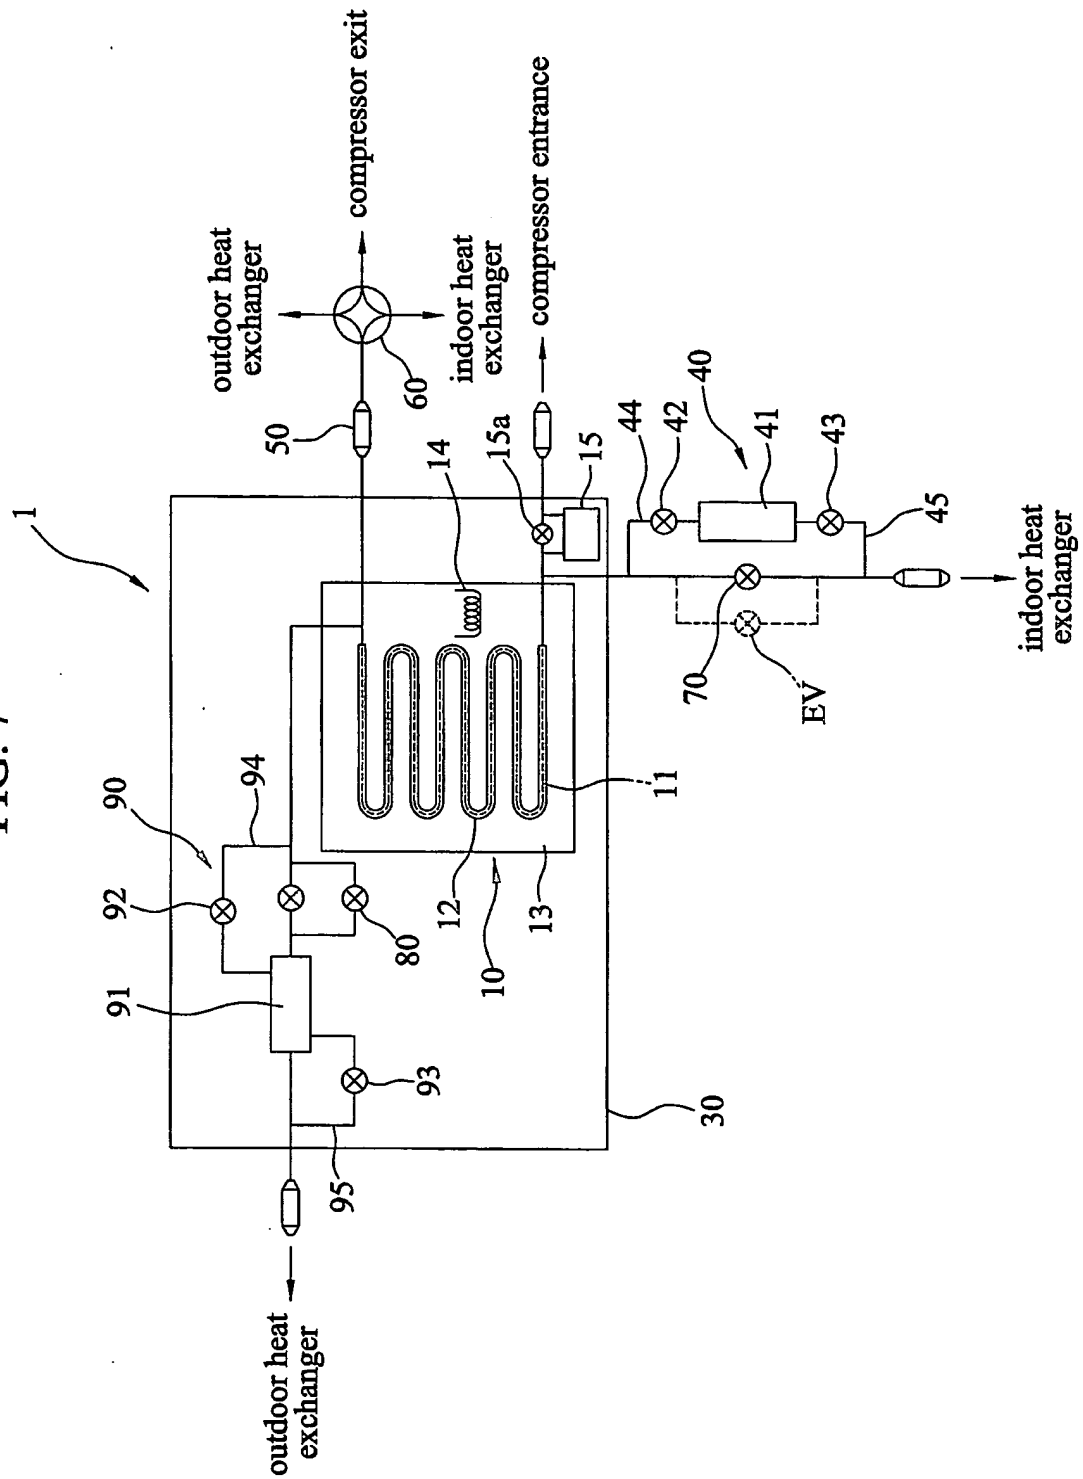 FIG. 7
1
92
91
90
outdoor heat
exchanger
94
50
outdoor heat
exchanger
95
compressor exit
80
60
93
14
12
indoor heat
exchanger
10
15a
13
compressor entrance
15
44
11
42
70
40
30
41
EV
43
45
indoor heat
exchanger